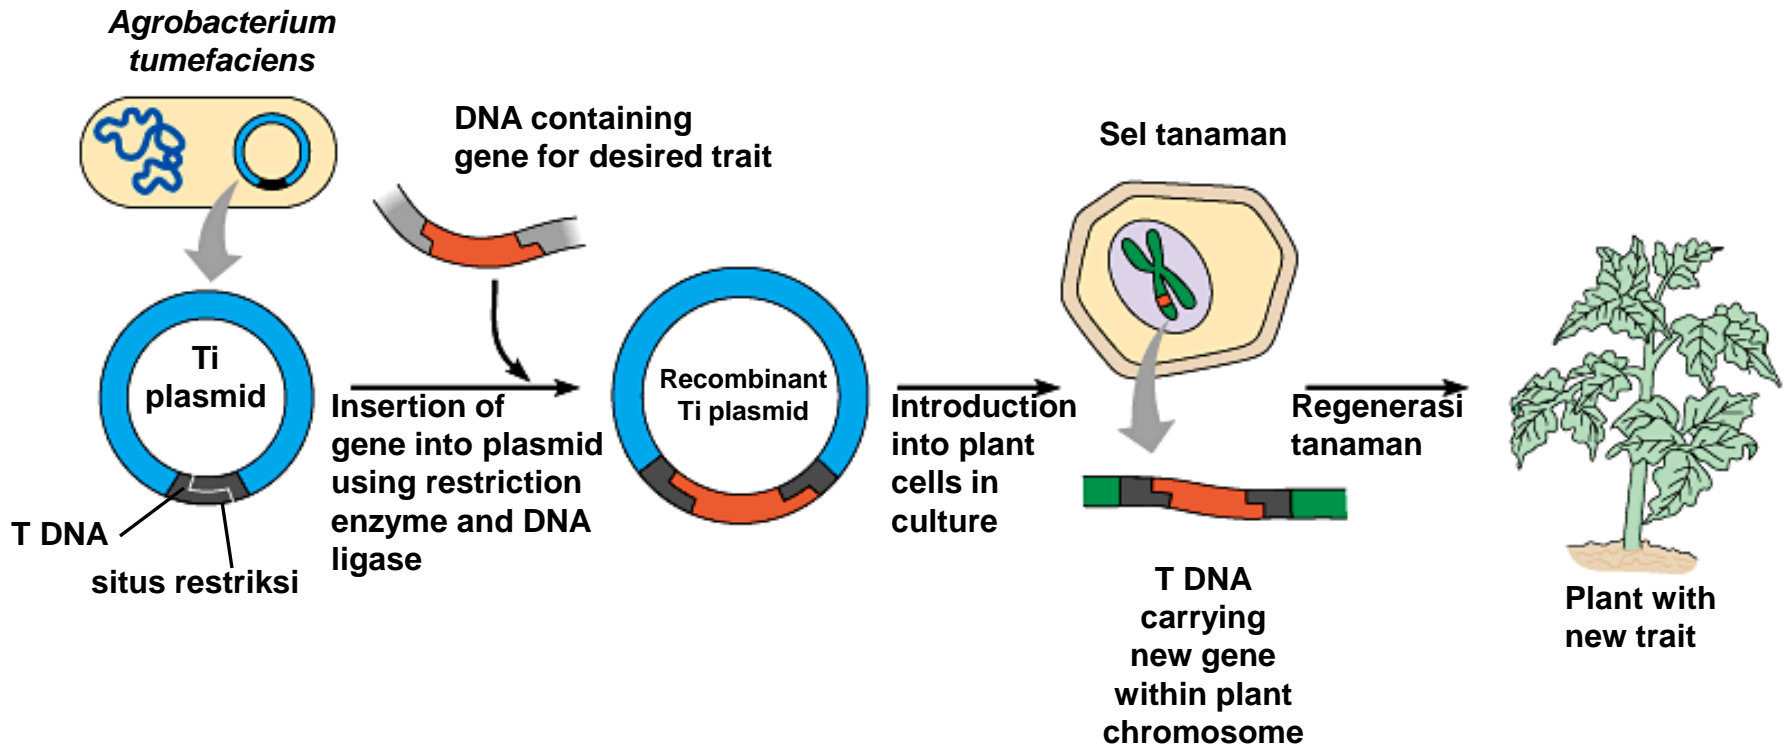 Agrobacterium
tumefaciens
DNA containing
gene for desired trait
Sel tanaman
Ti
plasmid
Recombinant
Ti plasmid
Insertion of
gene into plasmid
using restriction
enzyme and DNA
ligase
Introduction
into plant
cells in
culture
Regenerasi
tanaman
T DNA
situs restriksi
T DNA
carrying
new gene
within plant
chromosome
Plant with
new trait